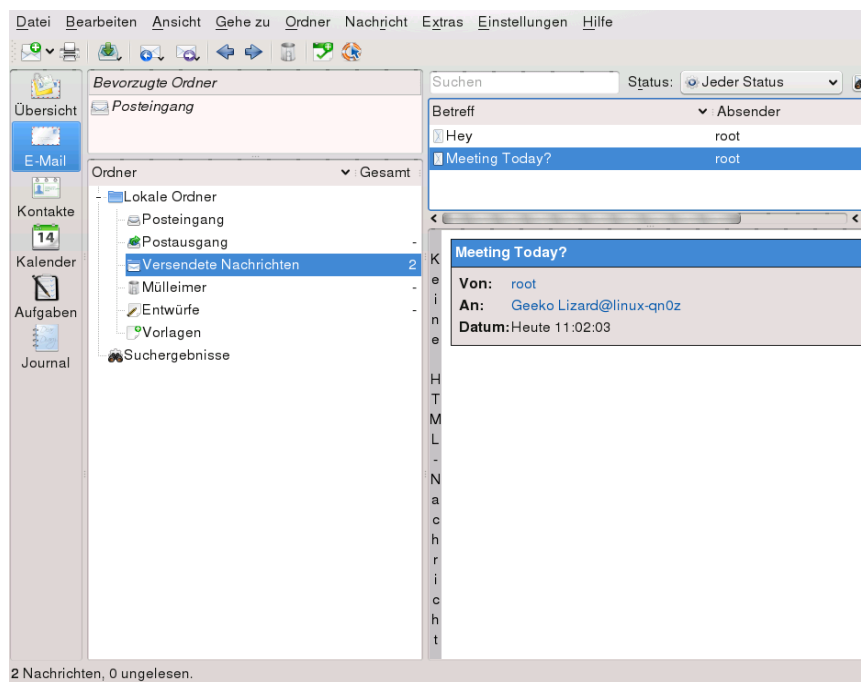 Datei Bearbeiten Ansicht Gehe zu Ordner Nachricht Extras Einstellungen Hilfe
Übersicht
E-Mail
Kontakte
14
Kalender
Aufgaben
Journal
Bevorzugte Ordner
Posteingang
Ordner Gesamt
Lokale Ordner
Posteingang
Postausgang -
Versendete Nachrichten 2
Mülleimer -
Entwürfe -
Vorlagen
Suchergebnisse
Suchen Status: Jeder Status
Betreff Absender
Hey root
Meeting Today? root
Keine HTML-Nachricht
Meeting Today?
Von: root
An: Geeko Lizard@linux-qn0z
Datum: Heute 11:02:03
2 Nachrichten, 0 ungelesen.